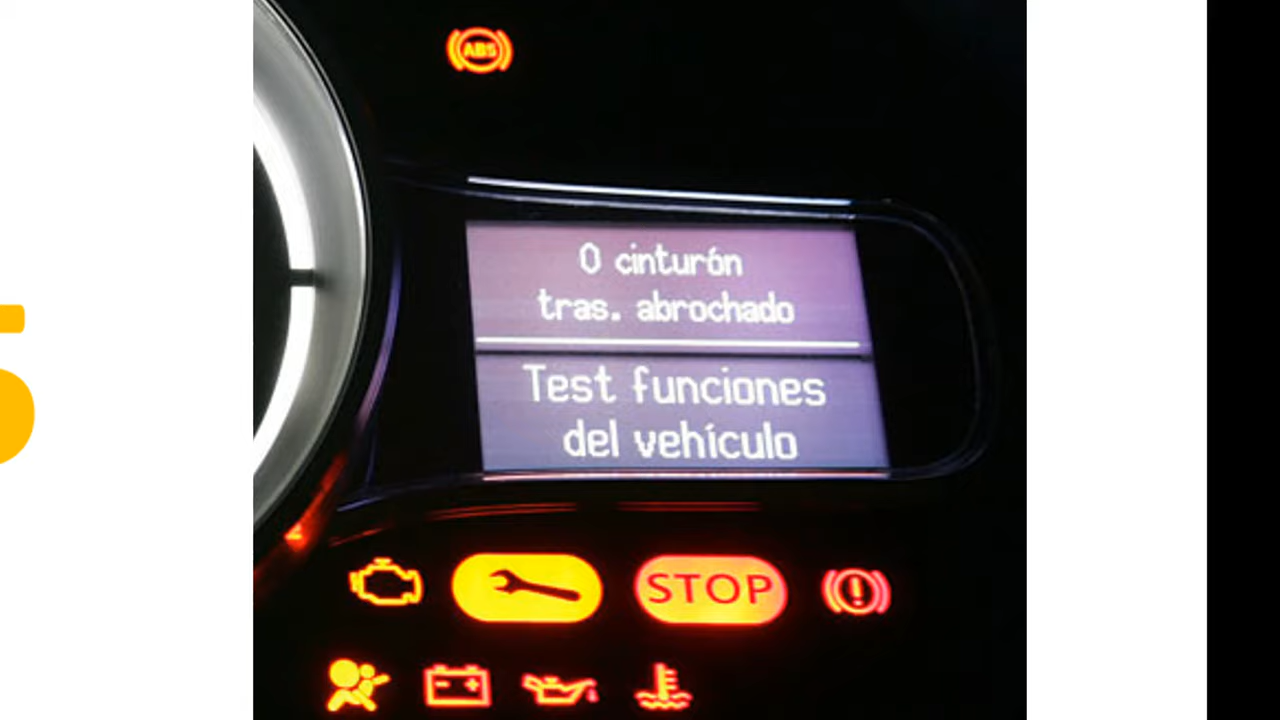 ABS
0 cinturón
tras. abrochado
Test funciones
del vehículo
STOP